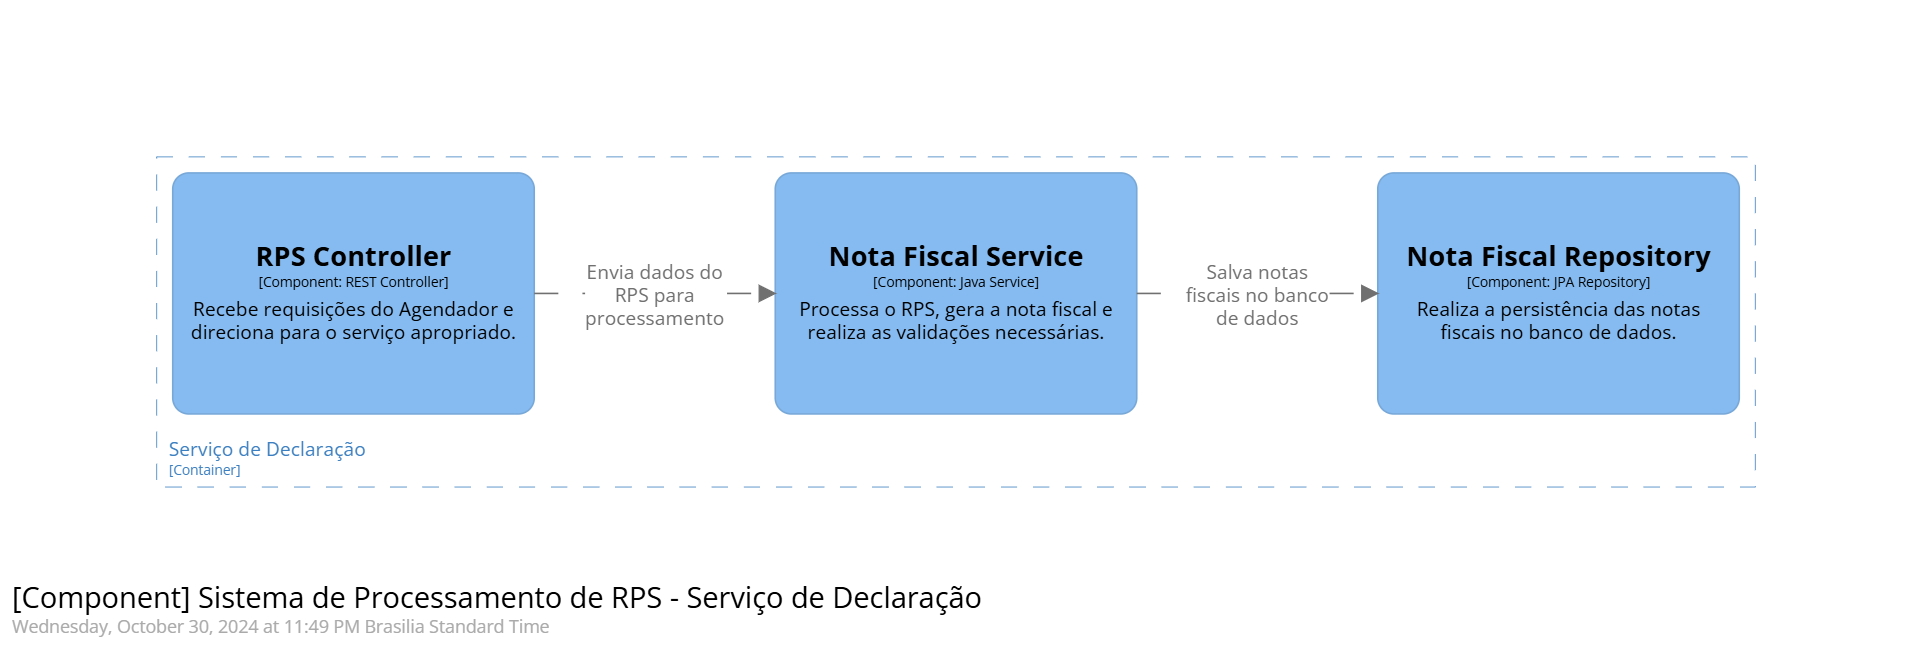 RPS Controller
[Component: REST Controller]
Recebe requisições do Agendador e
direciona para o serviço apropriado.
Envia dados do
RPS para
processamento
Nota Fiscal Service
[Component: Java Service]
Processa o RPS, gera a nota fiscal e
realiza as validações necessárias.
Salva notas
fiscais no banco
de dados
Nota Fiscal Repository
[Component: JPA Repository]
Realiza a persistência das notas
fiscais no banco de dados.
Serviço de Declaração
[Container]
[Component] Sistema de Processamento de RPS - Serviço de Declaração
Wednesday, October 30, 2024 at 11:49 PM Brasilia Standard Time